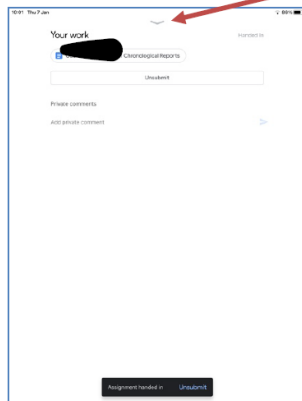 10:01 Thu 7 Jan
Your work
Handed in
Chronological Reports
Unsubmit
Private comments
Add private comment
Assignment handed in Unsubmit